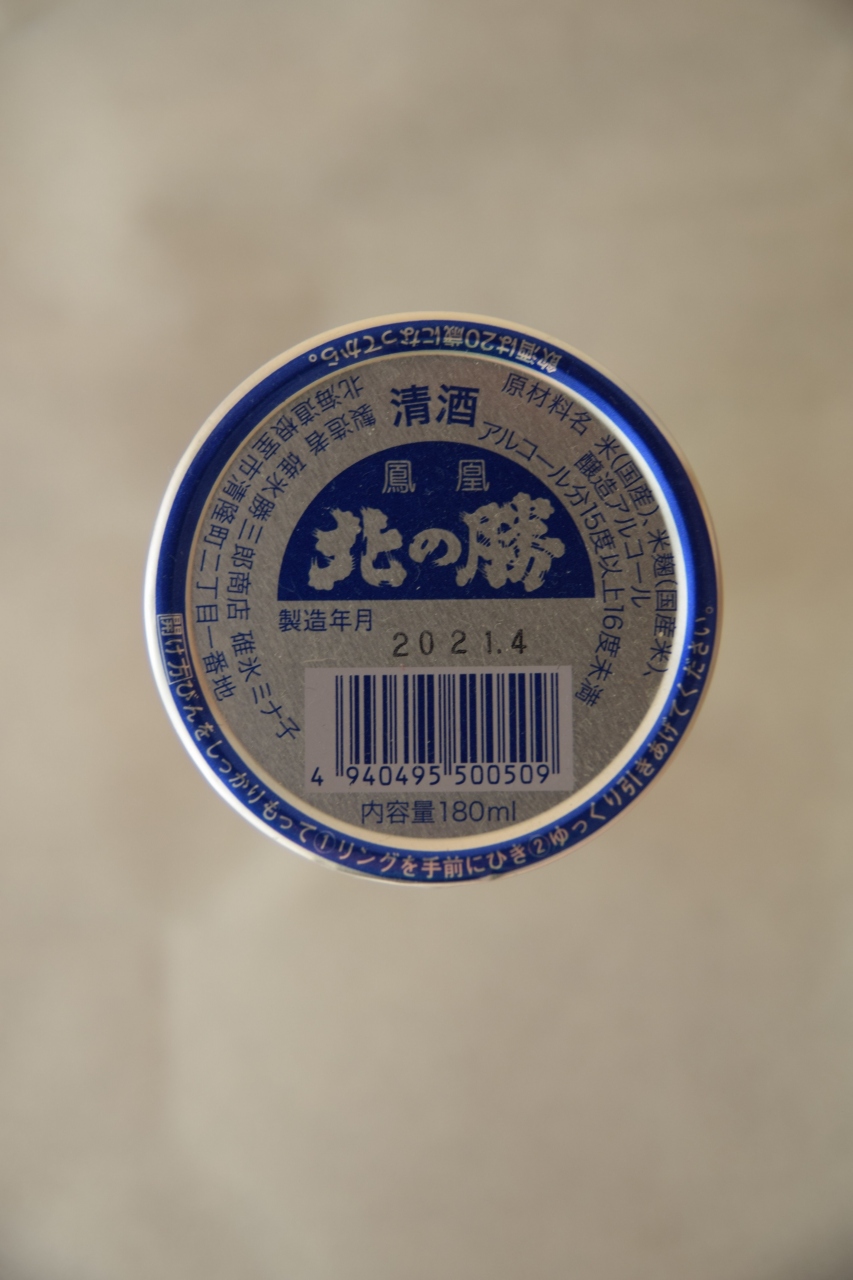 飲酒は20歳になってから。
清酒
原材料名 米(国産)、米麹(国産米)、
醸造アルコール
アルコール分15度以上16度未満
製造者 碓氷勝三郎商店 碓氷ミナ子
北海道根室市清隆町二丁目一番地
鳳凰
北の勝
製造年月
2021.4
4 940495 500509
内容量180ml
開け方びんをしっかりもって①リングを手前にひき②ゆっくり引きあげてください。